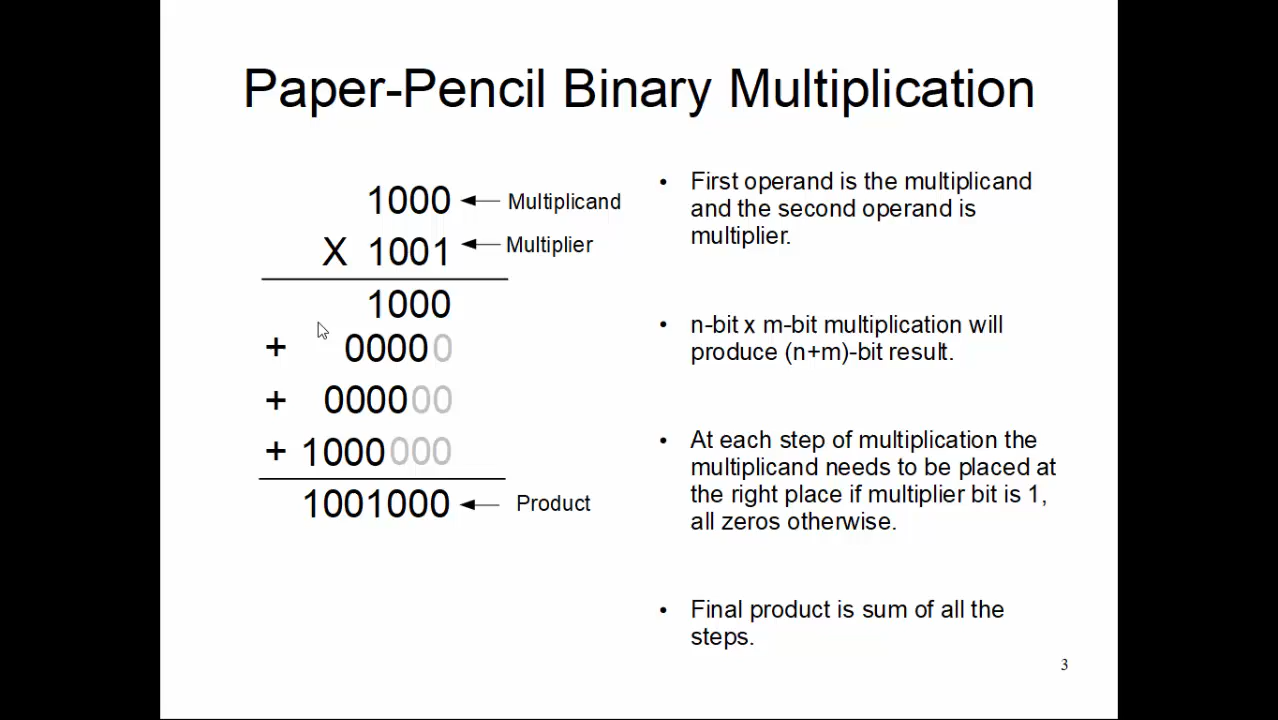 Paper-Pencil Binary Multiplication
1000 Multiplicand
X 1001 Multiplier
1000
+ 00000
+ 000000
+ 1000000
1001000 Product
• First operand is the multiplicand
and the second operand is
multiplier.
• n-bit x m-bit multiplication will
produce (n+m)-bit result.
• At each step of multiplication the
multiplicand needs to be placed at
the right place if multiplier bit is 1,
all zeros otherwise.
• Final product is sum of all the
steps.
3